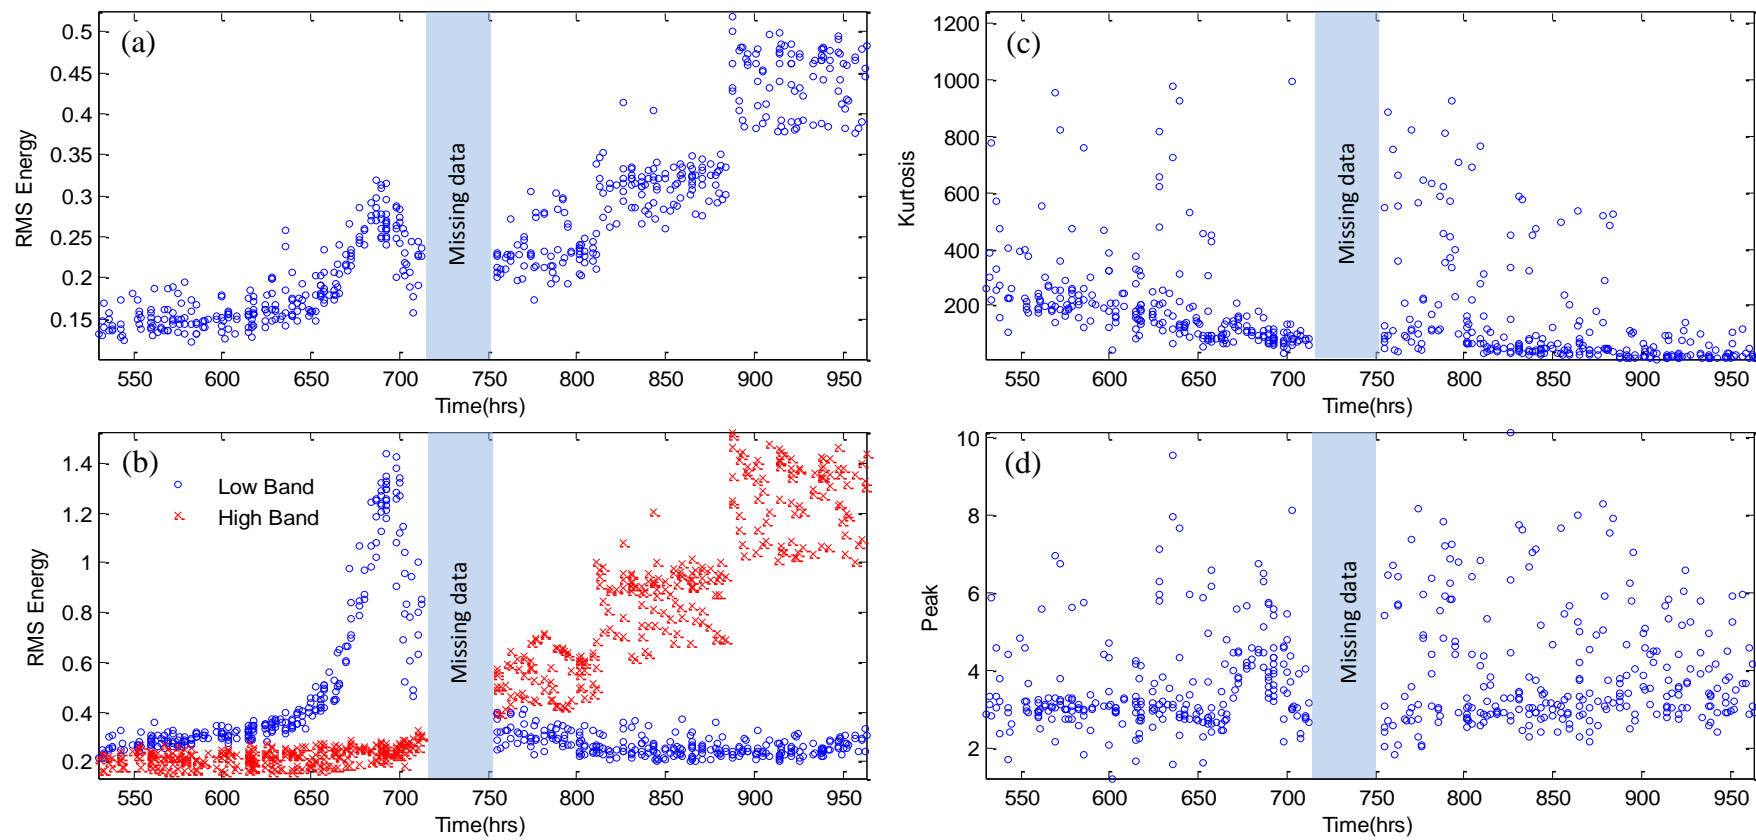 (a)
RMS Energy
0.5
0.45
0.4
0.35
0.3
0.25
0.2
0.15
Missing data
550 600 650 700 750 800 850 900 950
Time(hrs)
(c)
Kurtosis
1200
1000
800
600
400
200
Missing data
550 600 650 700 750 800 850 900 950
Time(hrs)
(b)
RMS Energy
1.4
1.2
1
0.8
0.6
0.4
0.2
Low Band
High Band
Missing data
550 600 650 700 750 800 850 900 950
Time(hrs)
(d)
Peak
10
8
6
4
2
Missing data
550 600 650 700 750 800 850 900 950
Time(hrs)